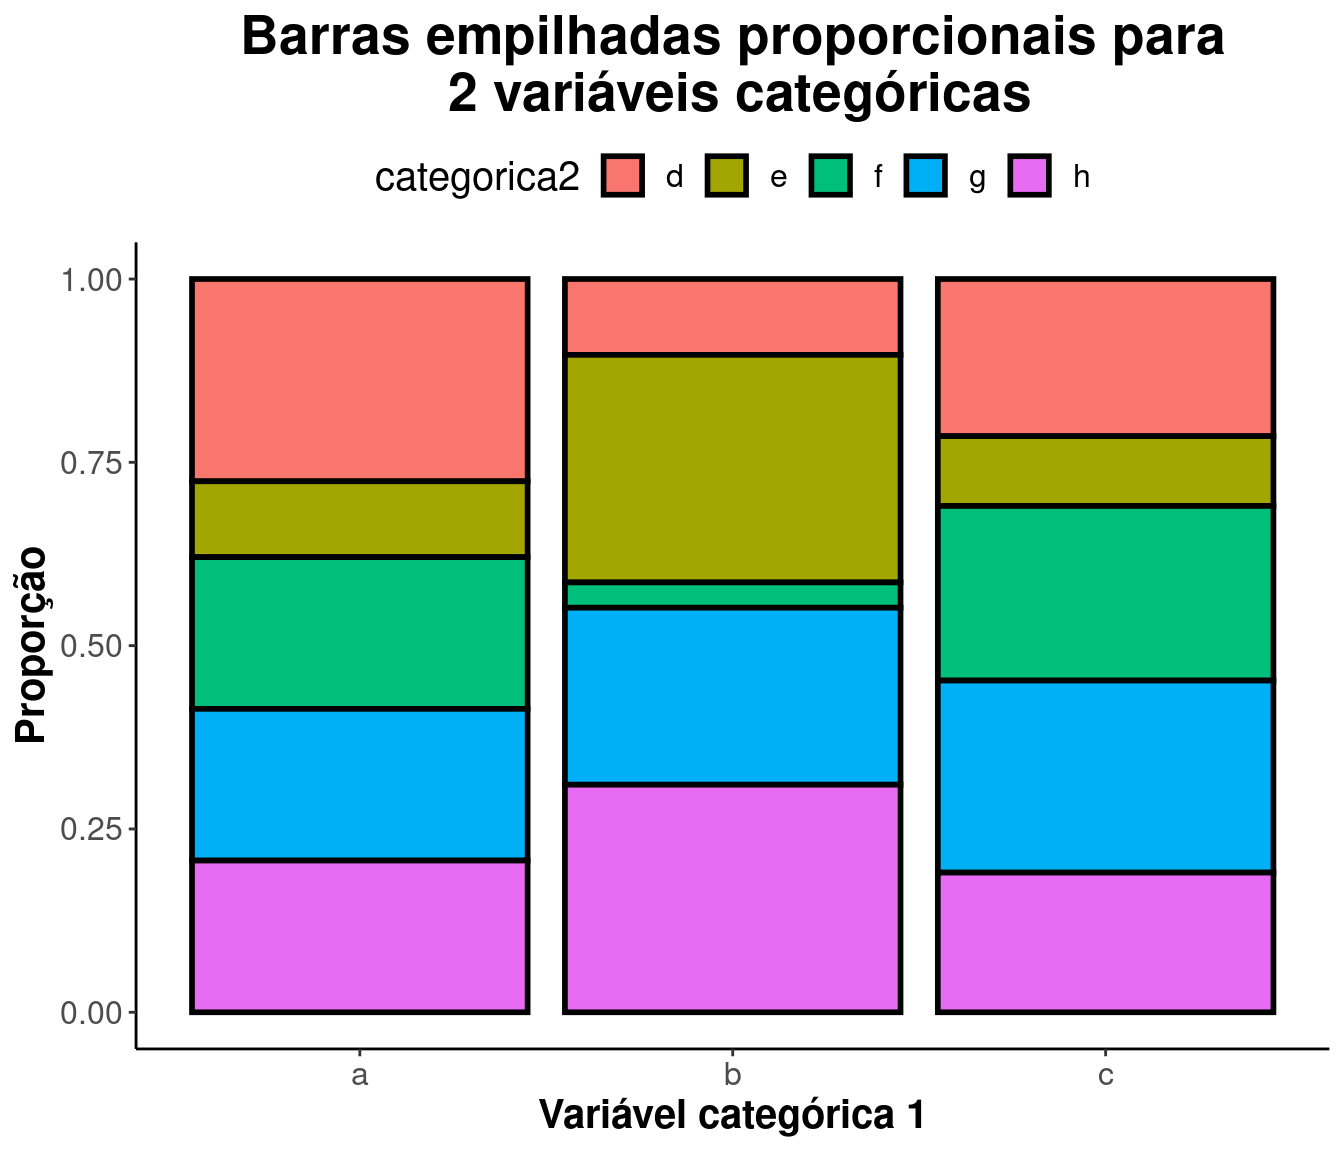 Barras empilhadas proporcionais para
2 variáveis categóricas
categorica2 d e f g h
1.00
0.75
0.50
0.25
0.00
Proporção
a b c
Variável categórica 1